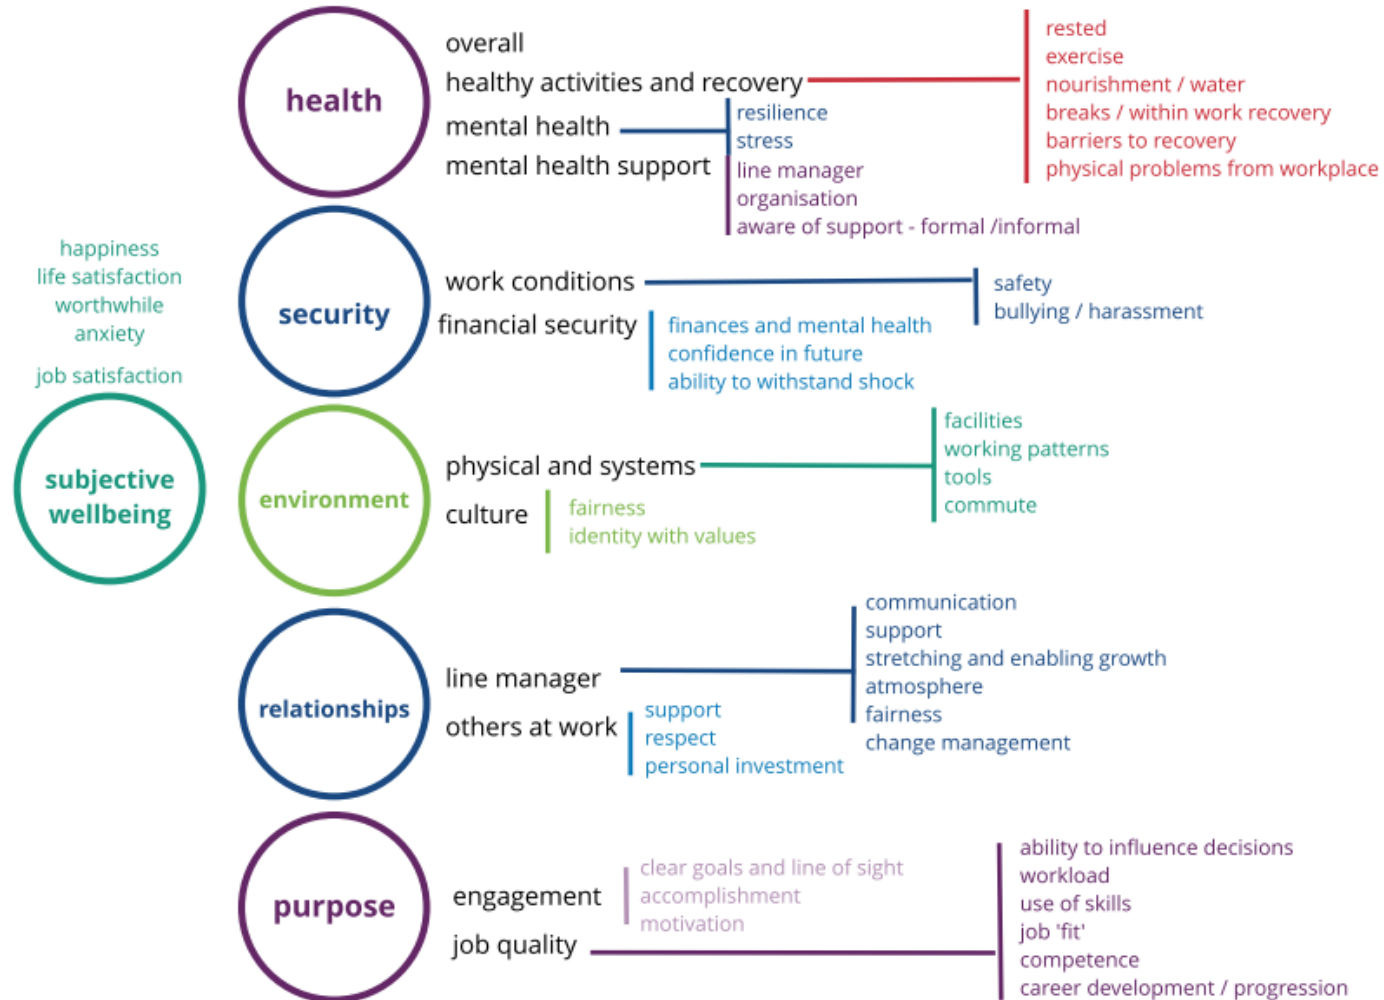 happiness
life satisfaction
worthwhile
anxiety
job satisfaction
subjective
wellbeing
health
overall
healthy activities and recovery
rested
exercise
nourishment / water
breaks / within work recovery
barriers to recovery
physical problems from workplace
mental health
resilience
stress
mental health support
line manager
organisation
aware of support - formal /informal
security
work conditions
safety
bullying / harassment
financial security
finances and mental health
confidence in future
ability to withstand shock
environment
physical and systems
facilities
working patterns
tools
commute
culture
fairness
identity with values
relationships
line manager
communication
support
stretching and enabling growth
atmosphere
fairness
change management
others at work
support
respect
personal investment
purpose
engagement
clear goals and line of sight
accomplishment
motivation
job quality
ability to influence decisions
workload
use of skills
job 'fit'
competence
career development / progression